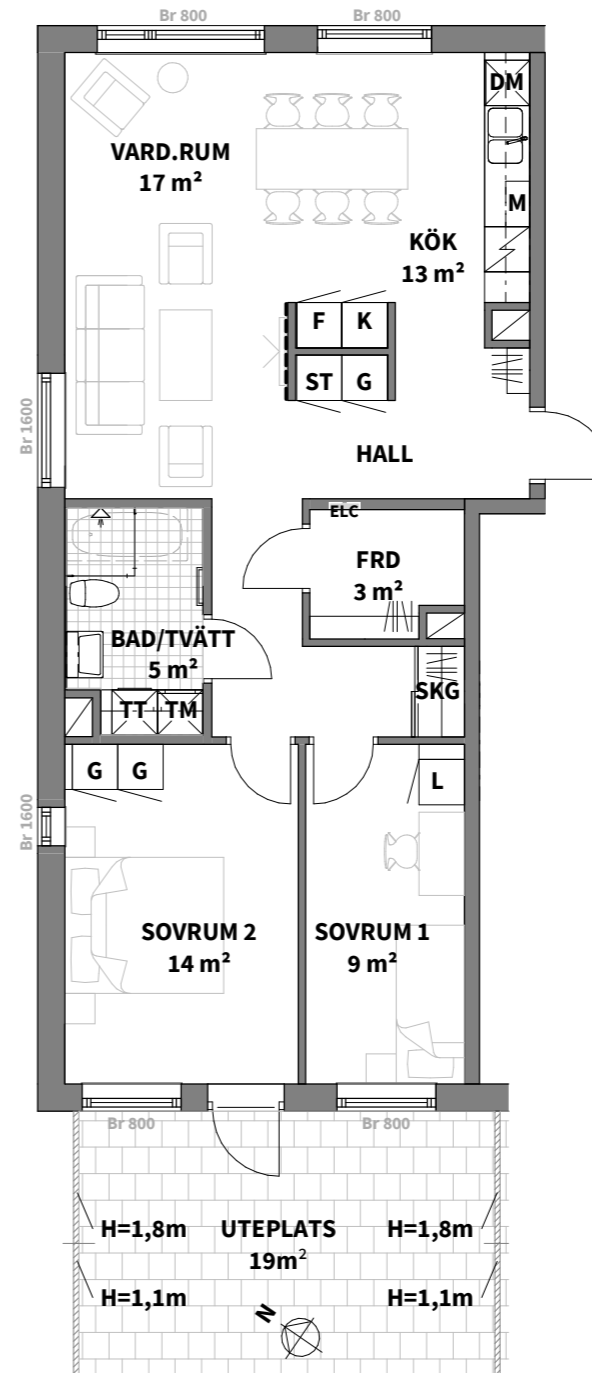 Br 800
Br 800
DM
VARD.RUM
17 m²
M
KÖK
13 m²
F
K
ST
G
Br 1600
HALL
ELC
FRD
3 m²
BAD/TVÄTT
5 m²
SKG
TT
TM
G
G
L
Br 1600
SOVRUM 2
14 m²
SOVRUM 1
9 m²
Br 800
Br 800
H=1,8m
UTEPLATS
19m²
H=1,8m
H=1,1m
H=1,1m
N